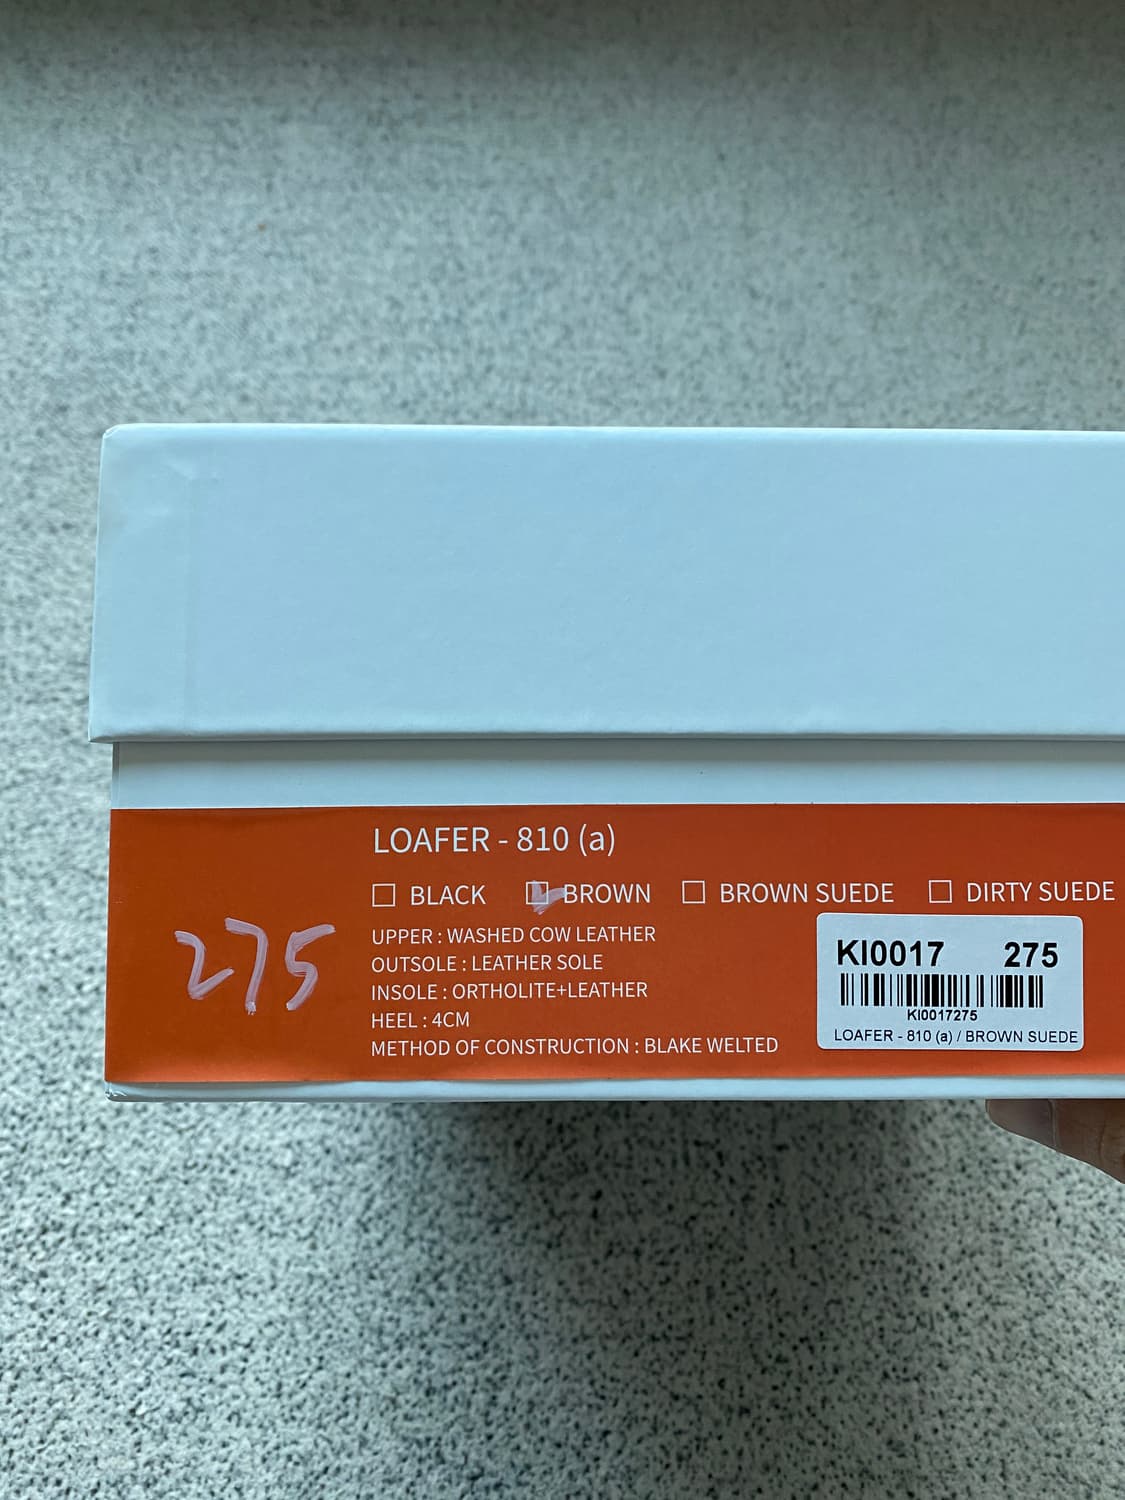 LOAFER - 810 (a)
☐ BLACK ☑ BROWN ☐ BROWN SUEDE ☐ DIRTY SUEDE
275
UPPER : WASHED COW LEATHER
OUTSOLE : LEATHER SOLE
INSOLE : ORTHOLITE+LEATHER
HEEL : 4CM
METHOD OF CONSTRUCTION : BLAKE WELTED
KI0017 275
KI0017275
LOAFER - 810 (a) / BROWN SUEDE